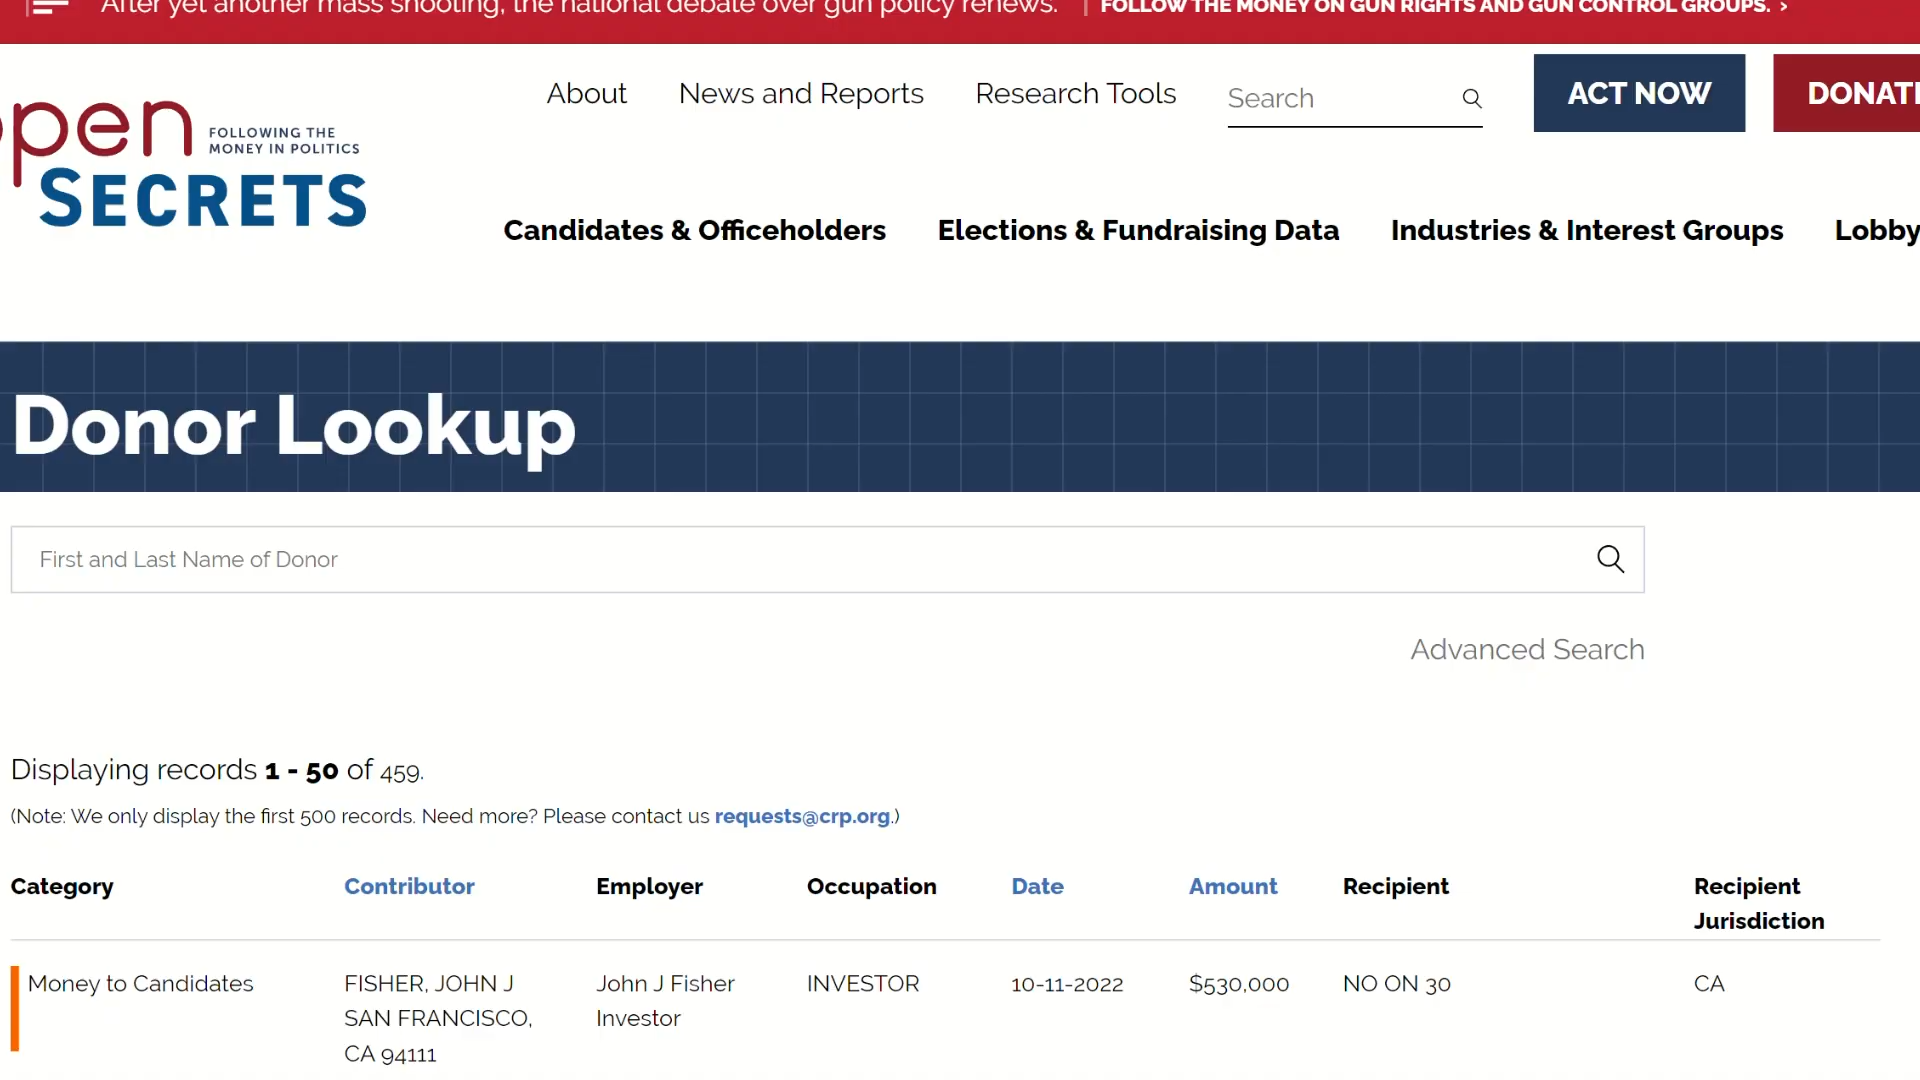 After yet another mass shooting, the national debate over gun policy renews. | FOLLOW THE MONEY ON GUN RIGHTS AND GUN CONTROL GROUPS. ›
About News and Reports Research Tools Search ACT NOW DONATE
open
FOLLOWING THE
MONEY IN POLITICS
SECRETS
Candidates & Officeholders Elections & Fundraising Data Industries & Interest Groups Lobby
Donor Lookup
First and Last Name of Donor
Advanced Search
Displaying records 1 - 50 of 459.
(Note: We only display the first 500 records. Need more? Please contact us requests@crp.org.)
Category Contributor Employer Occupation Date Amount Recipient Recipient
Jurisdiction
Money to Candidates FISHER, JOHN J John J Fisher INVESTOR 10-11-2022 $530,000 NO ON 30 CA
SAN FRANCISCO, Investor
CA 94111